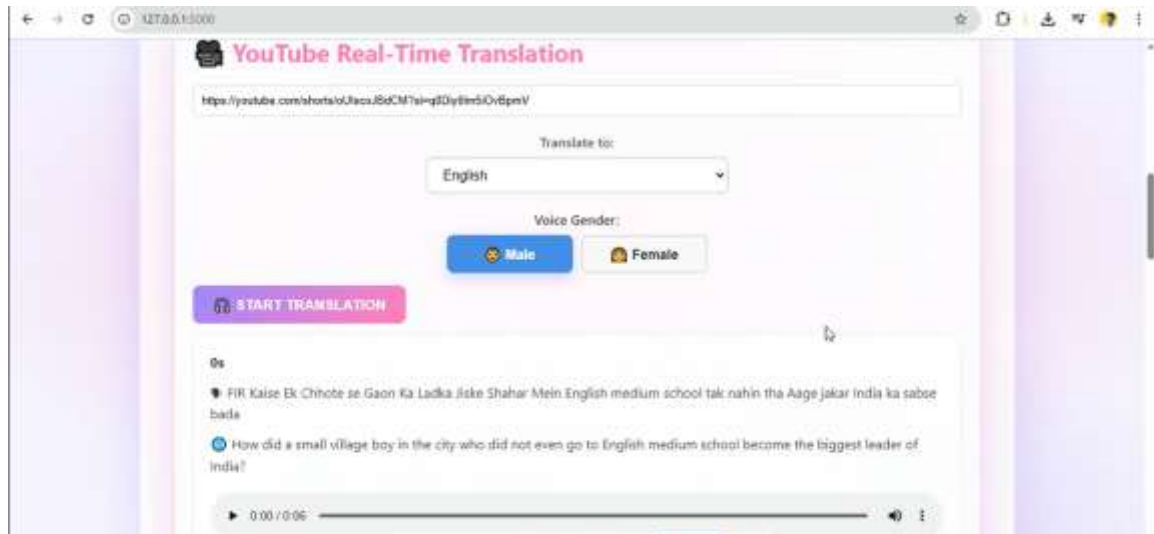 127.0.0.1:5000
YouTube Real-Time Translation
Translate to:
English
Voice Gender:
Male
Female
START TRANSLATION
0s
FIR Kaise Ek Chhote se Gaon Ka Ladka Jiske Shahar Mein English medium school tak nahin tha Aage jakar India ka sabse
bada
How did a small village boy in the city who did not even go to English medium school become the biggest leader of
India?
0:00 / 0:06